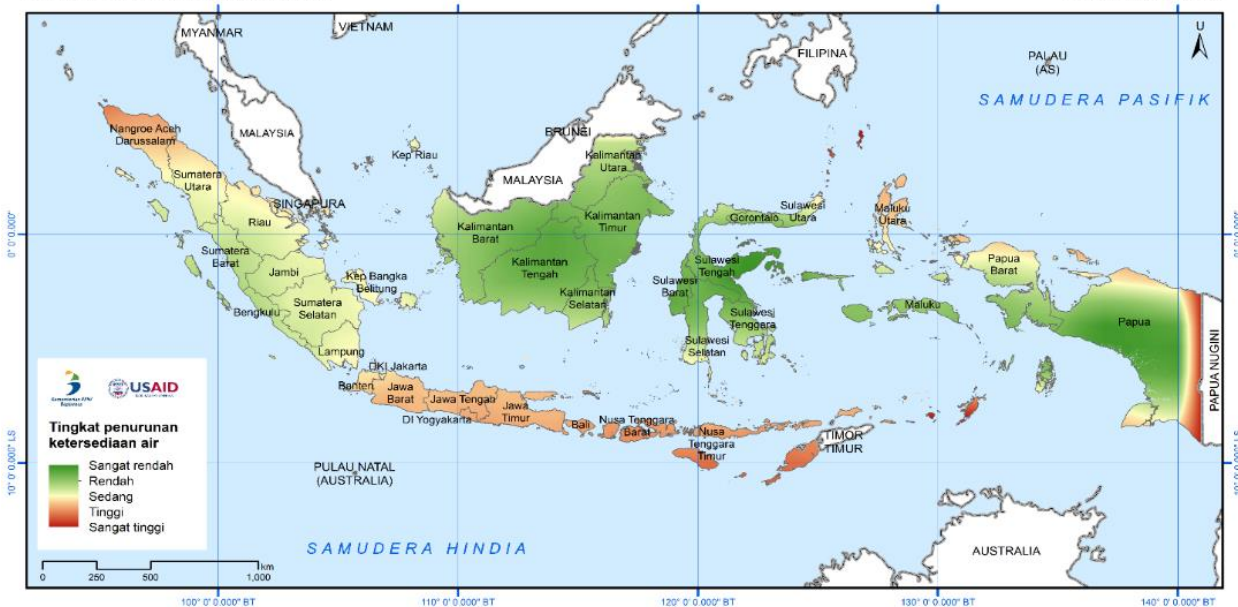 U
MYANMAR
VIETNAM
FILIPINA
PALAU
(AS)
SAMUDERA PASIFIK
Nangroe Aceh
Darussalam
MALAYSIA
BRUNEI
Kep Riau
Kalimantan
Utara
Sumatera
Utara
MALAYSIA
SINGAPURA
Riau
Sulawesi
Utara
Gorontalo
Maluku
Utara
0° 0' 0.000"
Kalimantan
Barat
Kalimantan
Timur
Sumatera
Barat
Jambi
Kep Bangka
Belitung
Kalimantan
Tengah
Sulawesi
Tengah
Papua
Barat
Sulawesi
Barat
Kalimantan
Selatan
Sumatera
Selatan
Bengkulu
Maluku
Sulawesi
Tenggara
Papua
Sulawesi
Selatan
Lampung
PAPUA NUGINI
DKI Jakarta
Banten
Jawa
Barat
Jawa Tengah
Jawa
Timur
DI Yogyakarta
Bali
Nusa Tenggara
Barat
Nusa
Tenggara
Timur
TIMOR
TIMUR
PULAU NATAL
(AUSTRALIA)
SAMUDERA HINDIA
AUSTRALIA
USAID
Tingkat penurunan
ketersediaan air
Sangat rendah
Rendah
Sedang
Tinggi
Sangat tinggi
km
0 250 500 1,000
10° 0' 0.000" LS
10° 0' 0.000" LS
100° 0' 0.000" BT
110° 0' 0.000" BT
120° 0' 0.000" BT
130° 0' 0.000" BT
140° 0' 0.000" BT